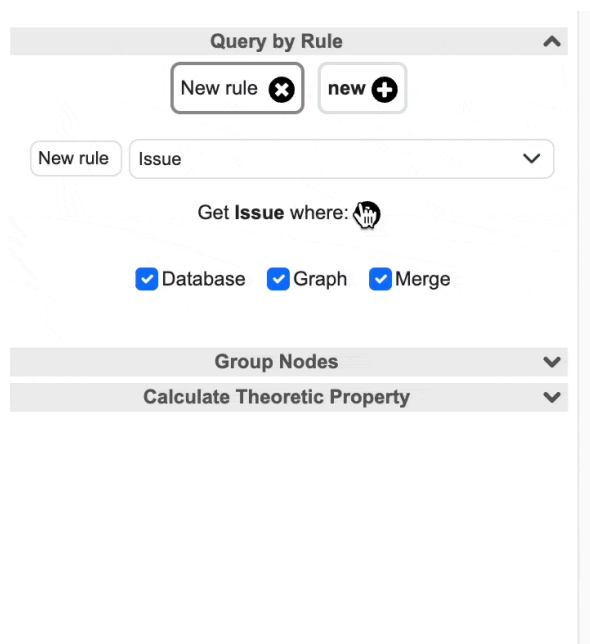 Query by Rule
New rule new
New rule Issue
Get Issue where:
Database Graph Merge
Group Nodes
Calculate Theoretic Property